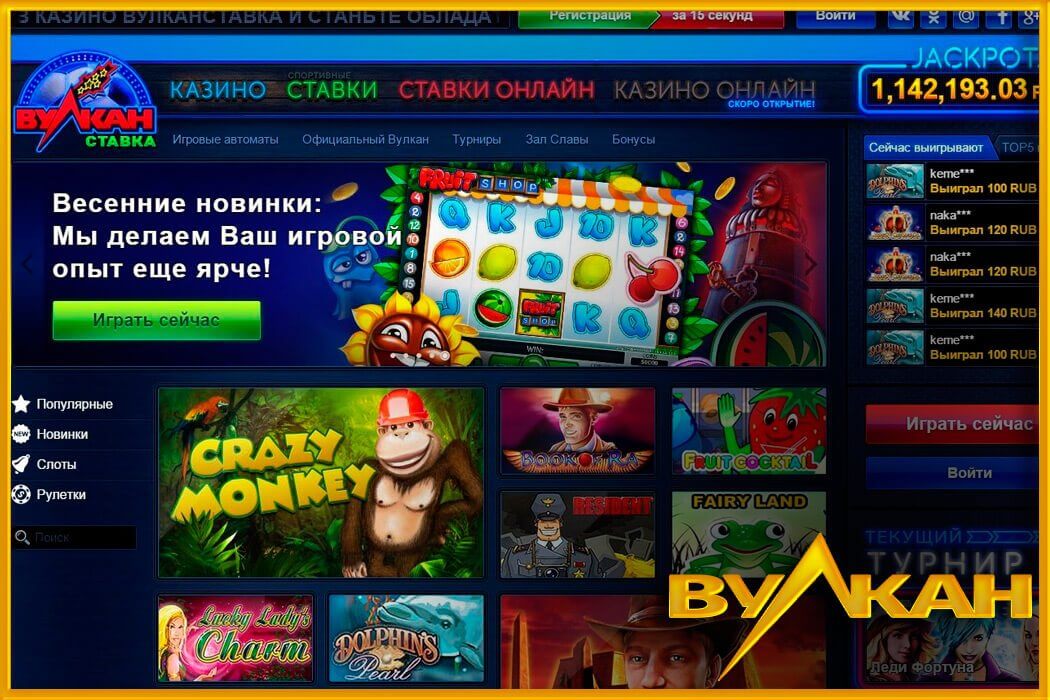 З КАЗИНО ВУЛКАНСТАВКА И СТАНЬТЕ ОБЛАДА
Регистрация
за 15 секунд
Войти
JACKPOT
1,142,193.03
ВУЛКАН
СТАВКА
КАЗИНО
СПОРТИВНЫЕ
СТАВКИ
СТАВКИ ОНЛАЙН
КАЗИНО ОНЛАЙН
СКОРО ОТКРЫТИЕ!
Игровые автоматы
Официальный Вулкан
Турниры
Зал Славы
Бонусы
Сейчас выигрывают
TOP5
Весенние новинки:
Мы делаем Ваш игровой
опыт еще ярче!
Играть сейчас
FRUIT SHOP
WIN:
FRUIT
SHOP
keme***
Выиграл 100 RUB
naka***
Выиграл 120 RUB
naka***
Выиграл 120 RUB
keme***
Выиграл 140 RUB
keme***
Выиграл 100 RUB
Популярные
Новинки
Слоты
Рулетки
Поиск
CRAZY
MONKEY
BOOK OF RA
FRUIT COCKTAIL
RESIDENT
FAIRY LAND
Играть сейчас
Войти
ТЕКУЩИЙ
ТУРНИР
ВУЛКАН
Lucky Lady's
Charm
DOLPHIN'S
Pearl
Леди Фортуна